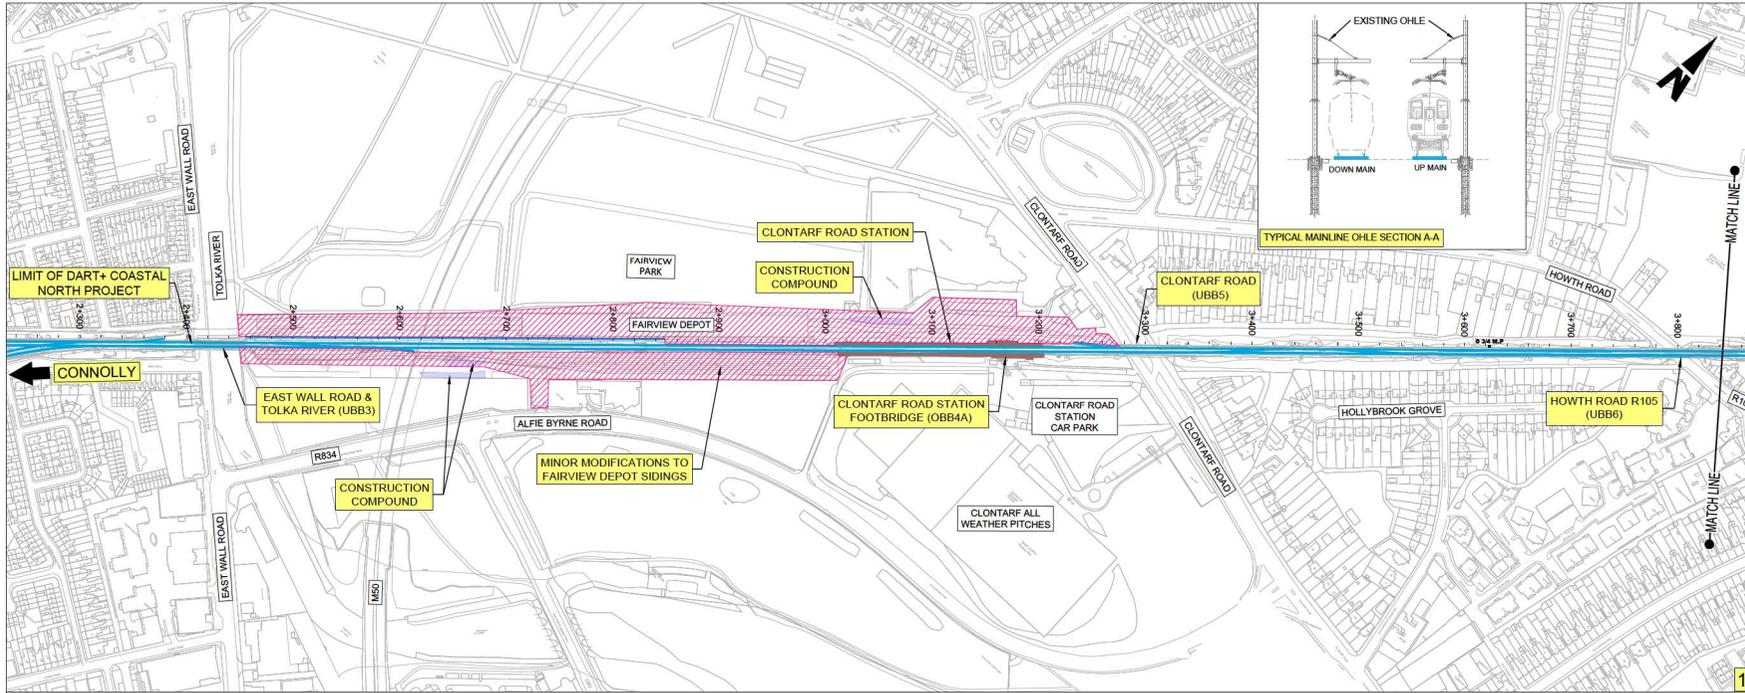 EXISTING OHLE
DOWN MAIN
UP MAIN
TYPICAL MAINLINE OHLE SECTION A-A
N
MATCH LINE
EAST WALL ROAD
TOLKA RIVER
LIMIT OF DART+ COASTAL
NORTH PROJECT
FAIRVIEW
PARK
CLONTARF ROAD STATION
CONSTRUCTION
COMPOUND
CLONTARF ROAD
CLONTARF ROAD
(UBB5)
HOWTH ROAD
2+300
2+400
2+500
2+600
2+700
2+800
2+900
3+000
3+100
3+200
3+300
3+400
3+500
3+600
3+700
3+800
FAIRVIEW DEPOT
0 3/4 M.P
CONNOLLY
EAST WALL ROAD &
TOLKA RIVER (UBB3)
ALFIE BYRNE ROAD
R834
CONSTRUCTION
COMPOUND
MINOR MODIFICATIONS TO
FAIRVIEW DEPOT SIDINGS
CLONTARF ROAD STATION
FOOTBRIDGE (OBB4A)
CLONTARF ROAD
STATION
CAR PARK
CLONTARF ROAD
HOLLYBROOK GROVE
HOWTH ROAD R105
(UBB6)
CLONTARF ALL
WEATHER PITCHES
EAST WALL ROAD
M50
MATCH LINE
1